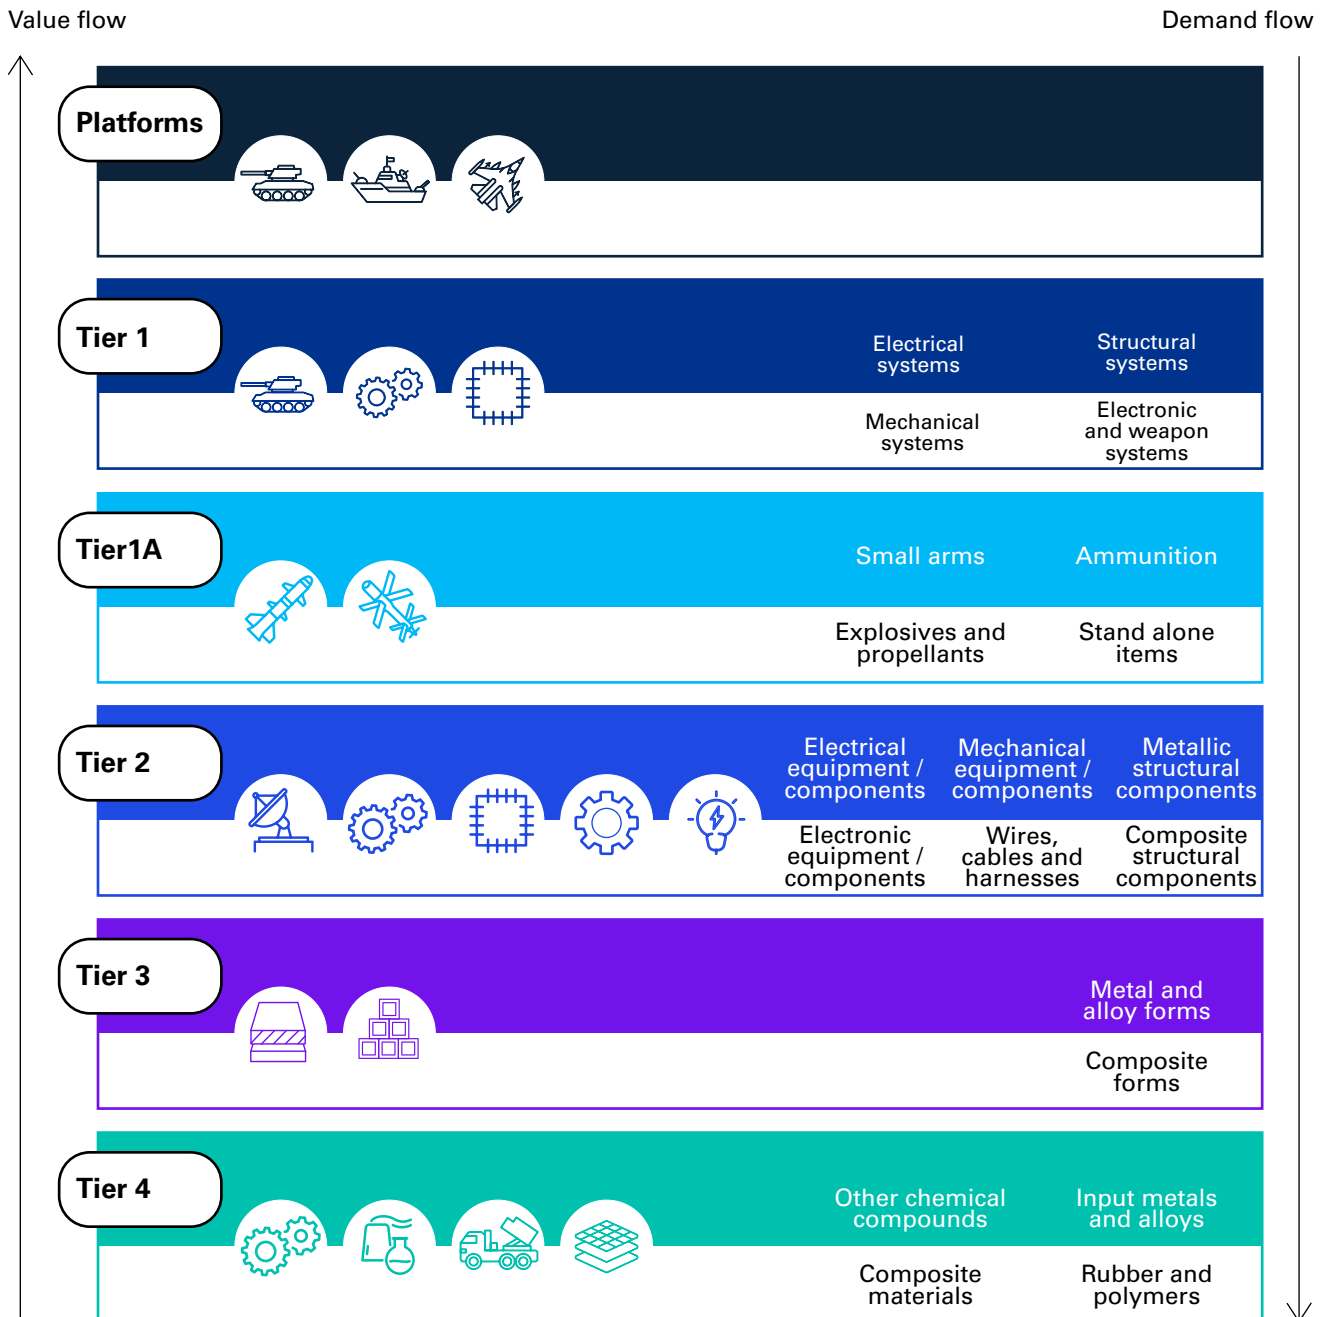 Value flow
Demand flow
Platforms
Tier 1
Electrical
systems
Structural
systems
Mechanical
systems
Electronic
and weapon
systems
Tier1A
Small arms
Ammunition
Explosives and
propellants
Stand alone
items
Tier 2
Electrical
equipment /
components
Mechanical
equipment /
components
Metallic
structural
components
Electronic
equipment /
components
Wires,
cables and
harnesses
Composite
structural
components
Tier 3
Metal and
alloy forms
Composite
forms
Tier 4
Other chemical
compounds
Input metals
and alloys
Composite
materials
Rubber and
polymers